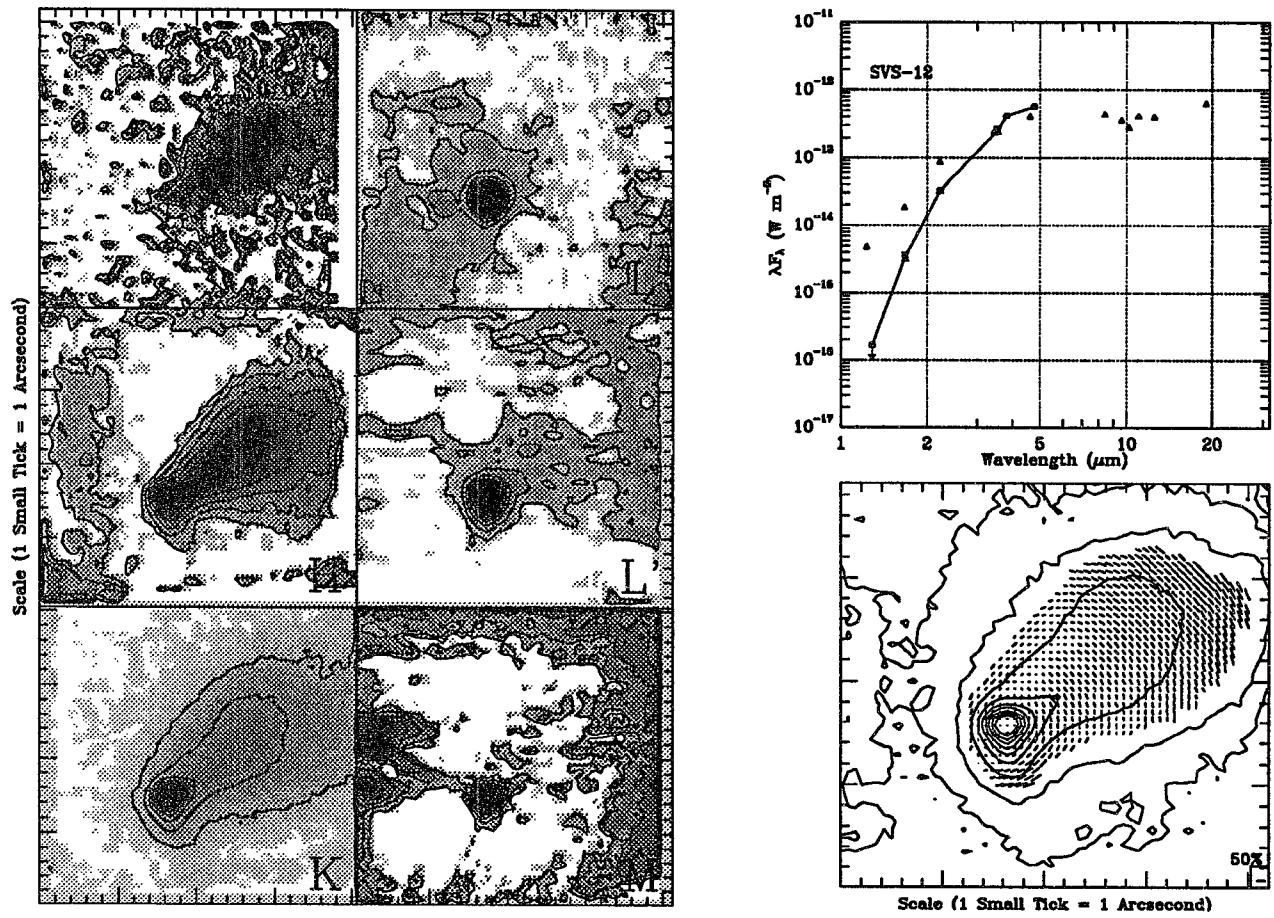 Scale (1 Small Tick = 1 Arcsecond)
L
H
L'
K
M
10⁻¹¹
SVS-12
10⁻¹²
10⁻¹³
10⁻¹⁴
10⁻¹⁵
10⁻¹⁶
10⁻¹⁷
λFλ (W m⁻²)
1 2 5 10 20
Wavelength (μm)
50%
Scale (1 Small Tick = 1 Arcsecond)